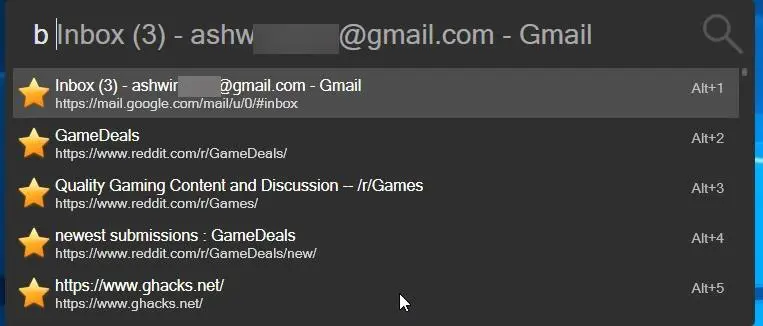 b Inbox (3) - ashw @gmail.com - Gmail
Inbox (3) - ashwin @gmail.com - Gmail Alt+1
https://mail.google.com/mail/u/0/#inbox
GameDeals Alt+2
https://www.reddit.com/r/GameDeals/
Quality Gaming Content and Discussion -- /r/Games Alt+3
https://www.reddit.com/r/Games/
newest submissions : GameDeals Alt+4
https://www.reddit.com/r/GameDeals/new/
https://www.ghacks.net/ Alt+5
https://www.ghacks.net/